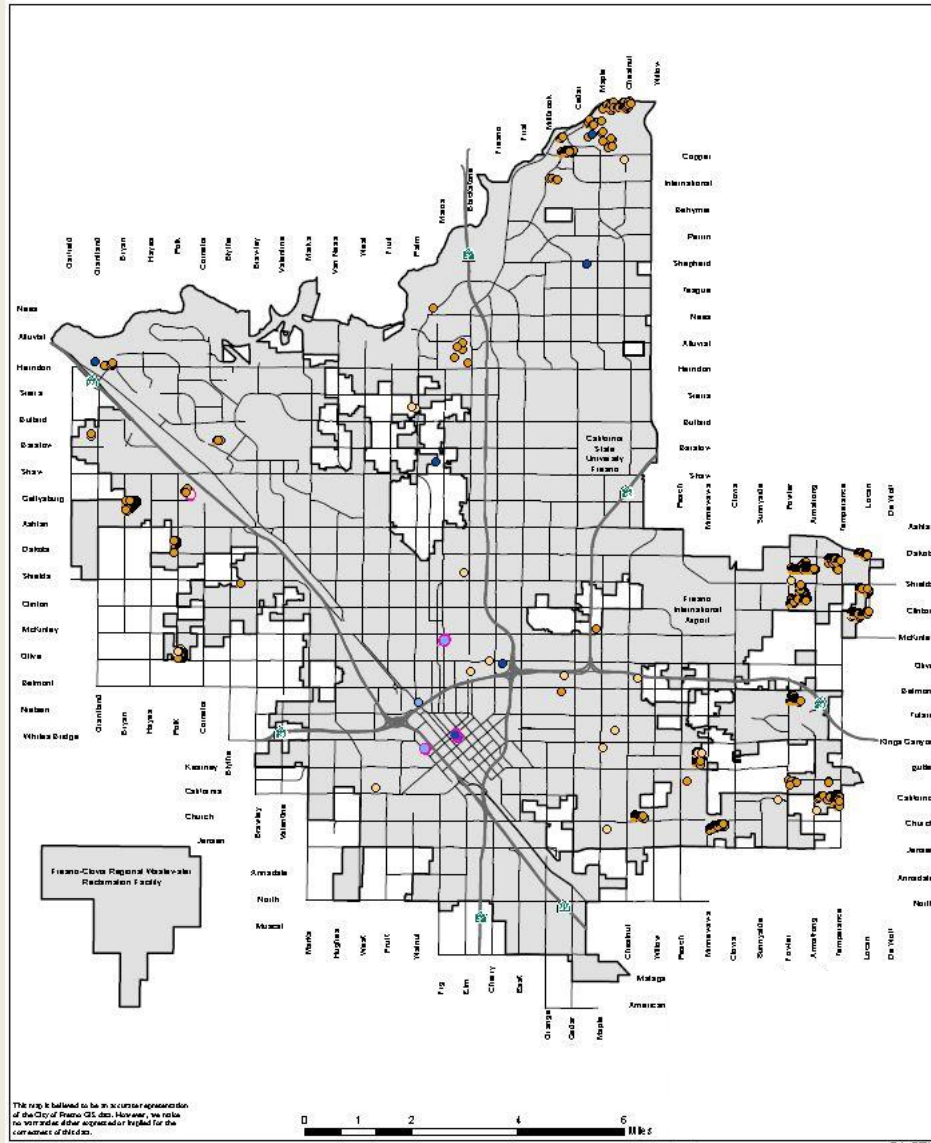 Millbrook
Cedar
Maple
Chestnut
Willow
Fresno
Blackstone
Copper
International
Behymer
Perrin
Shepherd
Teague
Nees
Alluvial
Herndon
Sierra
Bullard
Barstow
Shaw
Garfield
Grantland
Bryan
Hayes
Polk
Cornelia
Blythe
Brawley
Valentine
Marks
Van Ness
West
Fruit
Palm
Maroa
Nees
Alluvial
Herndon
Sierra
Bullard
Barstow
Shaw
Gettysburg
Ashlan
Dakota
Shields
Clinton
McKinley
Olive
Belmont
Nielsen
Whites Bridge
California
State
University
Fresno
Peach
Minnewawa
Clovis
Sunnyside
Fowler
Armstrong
Temperance
Locan
De Wolf
Ashlan
Dakota
Shields
Clinton
McKinley
Olive
Belmont
Tulare
Kings Canyon
Fresno
International
Airport
Grantland
Bryan
Hayes
Polk
Cornelia
Blythe
Kearney
California
Church
Jensen
Brawley
Valentine
Annadale
North
Muscat
California
Church
Jensen
Annadale
North
Fresno-Clovis Regional Wastewater
Reclamation Facility
Marks
Hughes
West
Fruit
Walnut
Fig
Elm
Cherry
East
Orange
Cedar
Maple
Chestnut
Willow
Peach
Minnewawa
Clovis
Sunnyside
Fowler
Armstrong
Temperance
Locan
De Wolf
Malaga
American
This map is believed to be an accurate representation
of the City of Fresno GIS data. However, we make
no warranties either expressed or implied for the
correctness of this data.
0 2 4 6
Miles